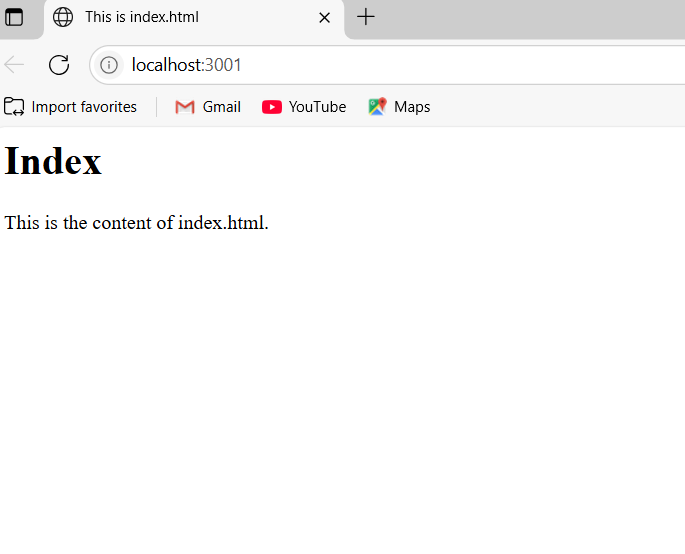 This is index.html
localhost:3001
Import favorites Gmail YouTube Maps
Index
This is the content of index.html.